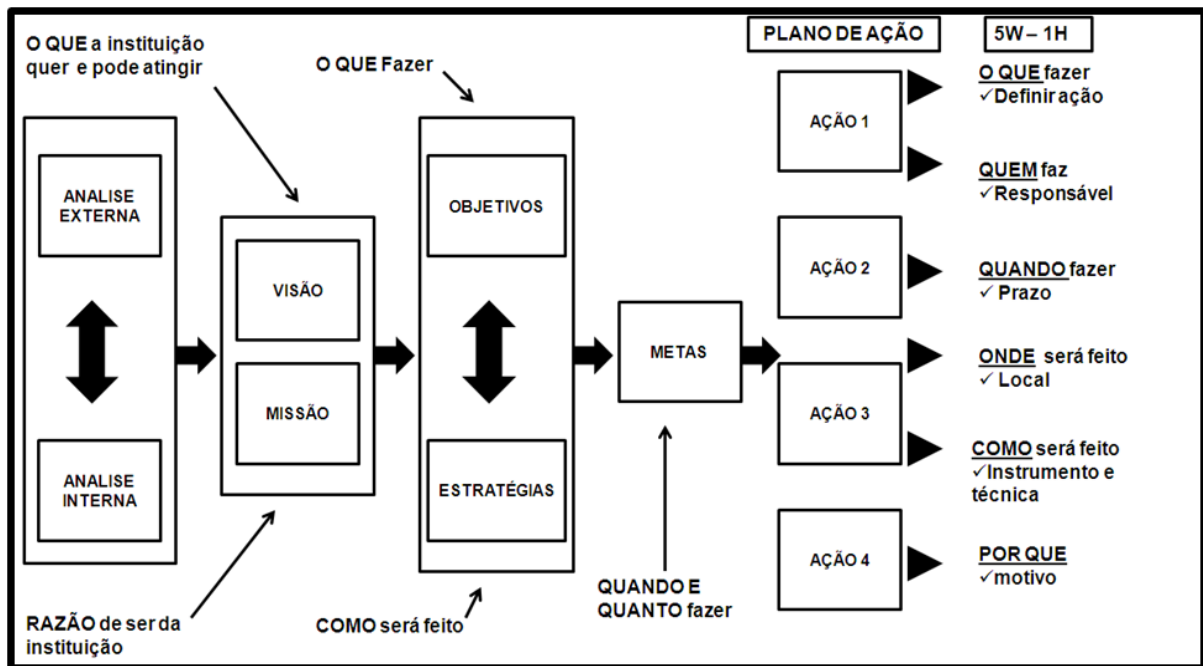 O QUE a instituição
quer e pode atingir
O QUE Fazer
PLANO DE AÇÃO
5W – 1H
ANALISE
EXTERNA
ANALISE
INTERNA
VISÃO
MISSÃO
RAZÃO de ser da
instituição
OBJETIVOS
ESTRATÉGIAS
COMO será feito
METAS
QUANDO E
QUANTO fazer
AÇÃO 1
AÇÃO 2
AÇÃO 3
AÇÃO 4
O QUE fazer
✓Definir ação
QUEM faz
✓Responsável
QUANDO fazer
✓ Prazo
ONDE será feito
✓ Local
COMO será feito
✓Instrumento e
técnica
POR QUE
✓motivo